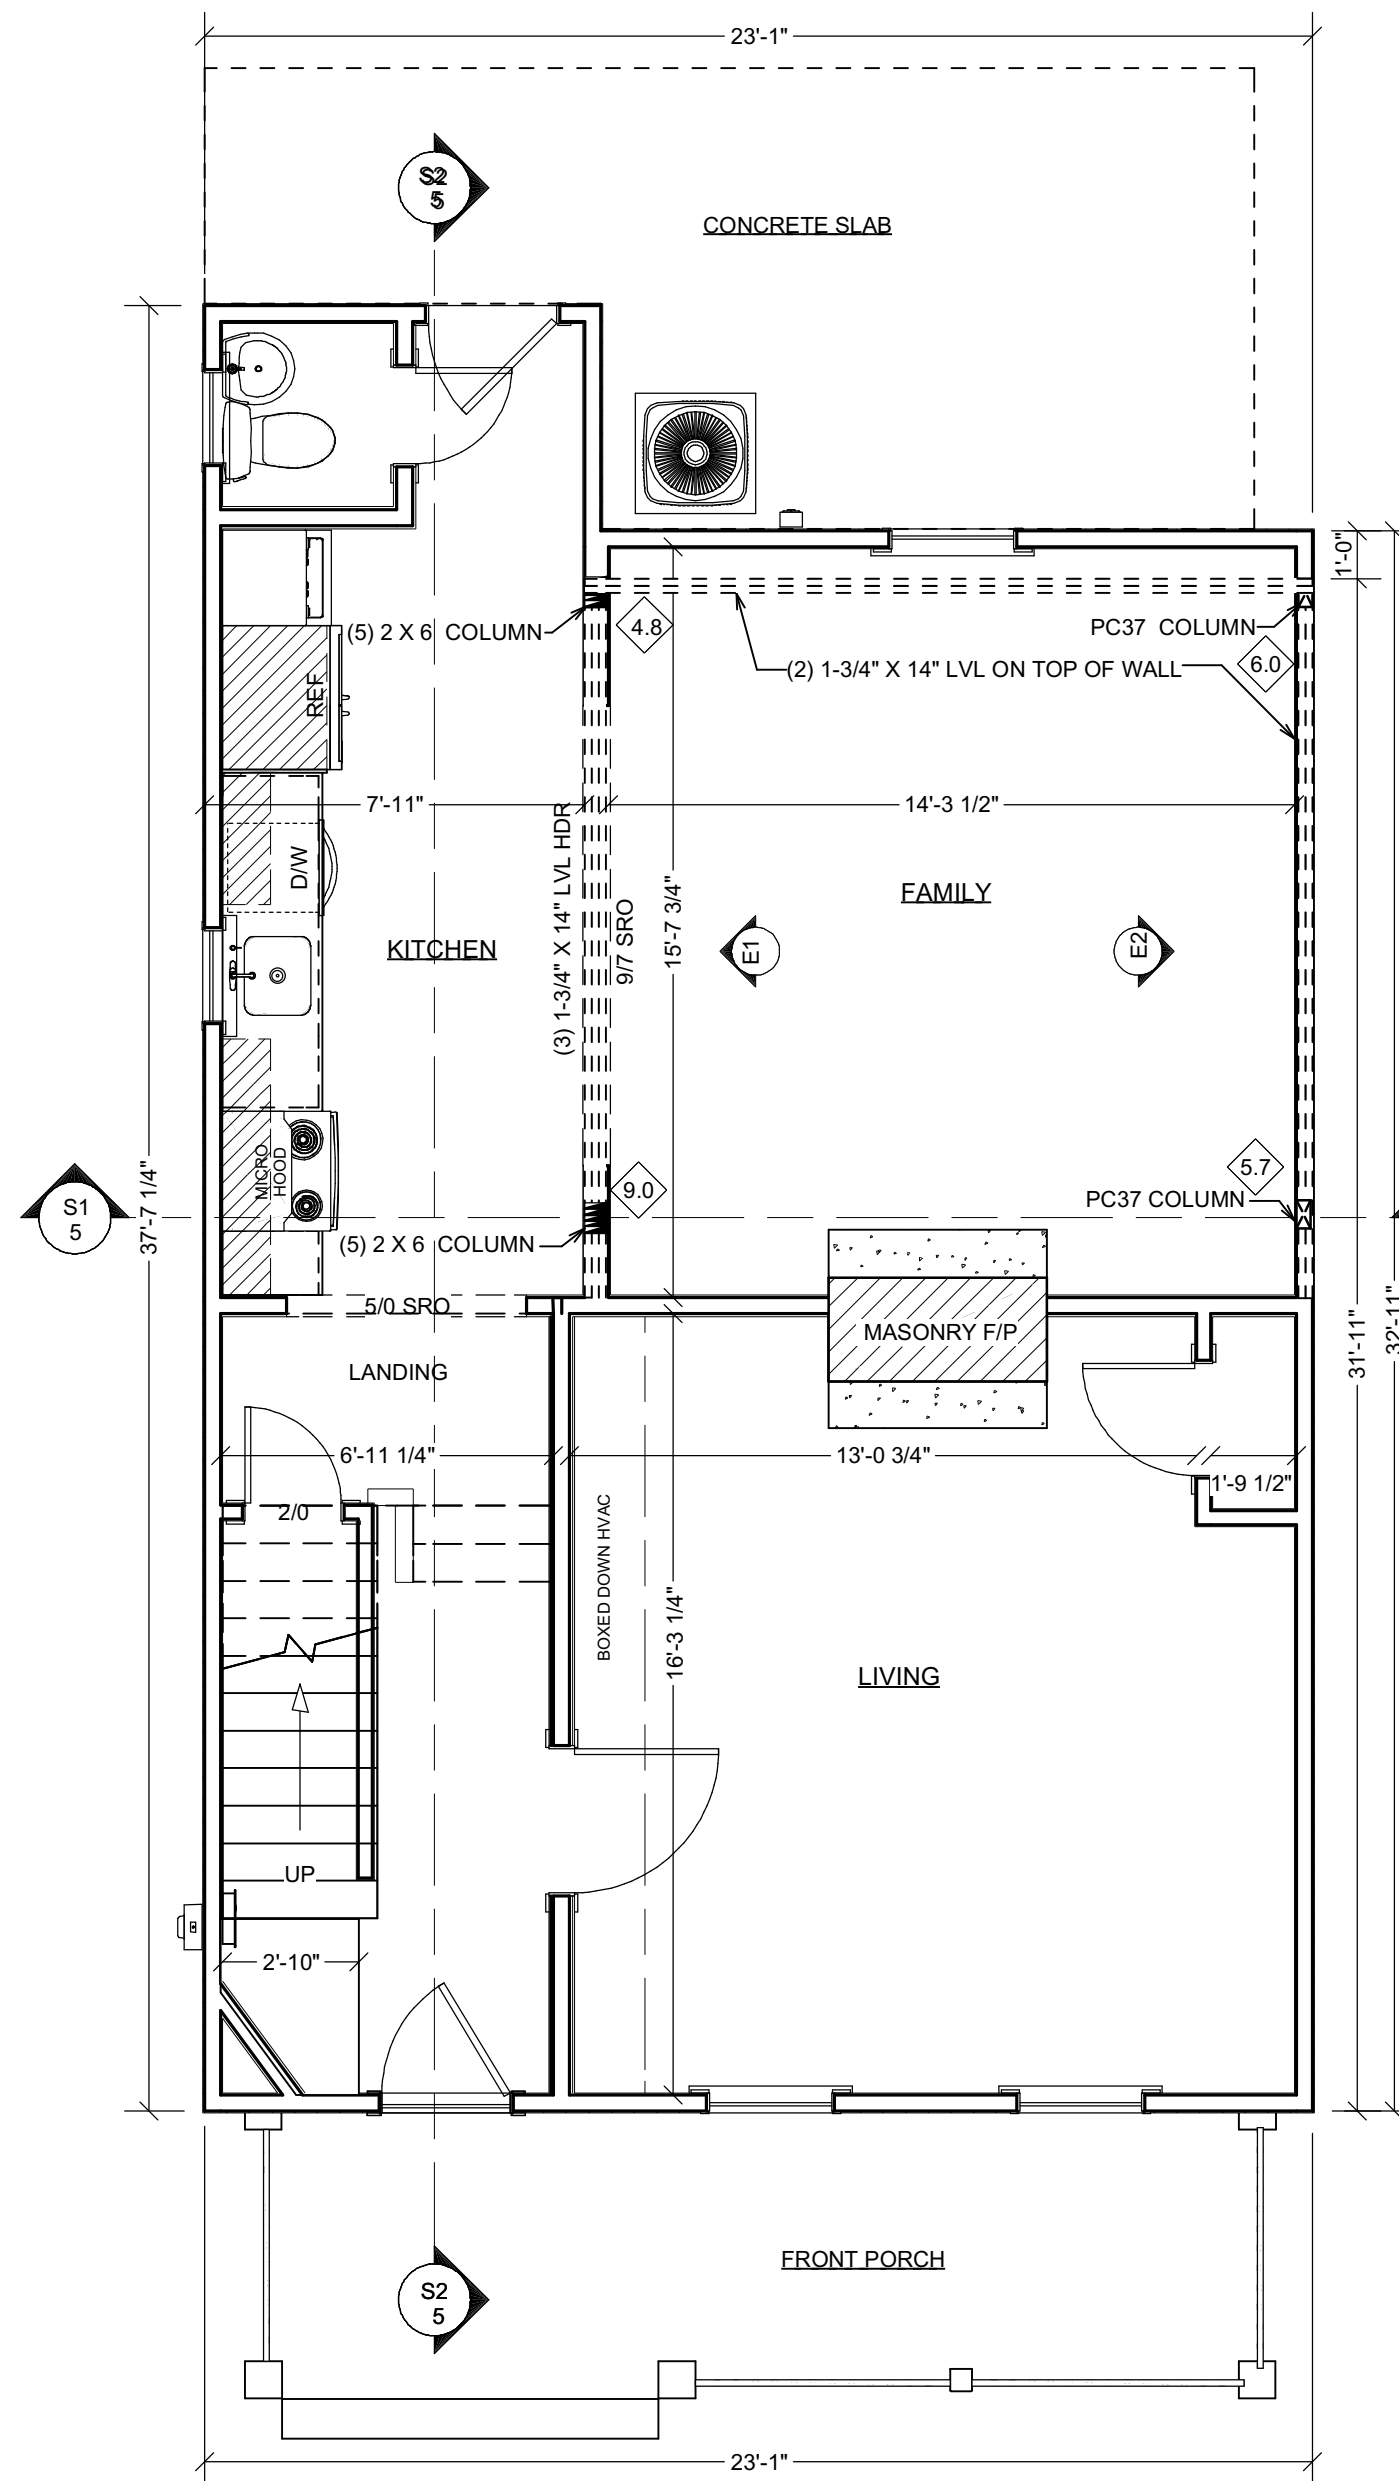 23'-1"
S2
5
CONCRETE SLAB
1'-0"
(5) 2 X 6 COLUMN
4.8
PC37 COLUMN
(2) 1-3/4" X 14" LVL ON TOP OF WALL
6.0
REF
7'-11"
14'-3 1/2"
D/W
(3) 1-3/4" X 14" LVL HDR
9/7 SRO
15'-7 3/4"
FAMILY
KITCHEN
E1
E2
MICRO
HOOD
9.0
5.7
S1
5
37'-7 1/4"
PC37 COLUMN
(5) 2 X 6 COLUMN
5/0 SRO
MASONRY F/P
31'-11"
32'-11"
LANDING
6'-11 1/4"
13'-0 3/4"
1'-9 1/2"
2/0
BOXED DOWN HVAC
16'-3 1/4"
LIVING
UP
2'-10"
FRONT PORCH
S2
5
23'-1"